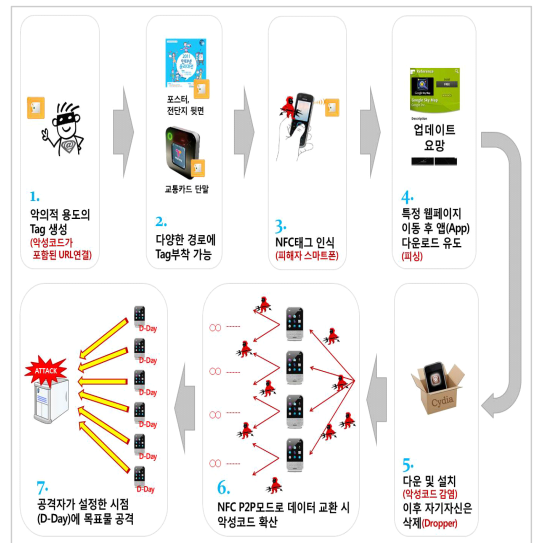 1.
악의적 용도의
Tag 생성
(악성코드가
포함된 URL연결)
포스터,
전단지 뒷면
교통카드 단말
2.
다양한 경로에
Tag부착 가능
3.
NFC태그 인식
(피해자 스마트폰)
Google Sky Map
Description
업데이트
요망
4.
특정 웹페이지
이동 후 앱(App)
다운로드 유도
(피싱)
Cydia
5.
다운 및 설치
(악성코드 감염)
이후 자기자신은
삭제(Dropper)
6.
NFC P2P모드로 데이터 교환 시
악성코드 확산
D-Day
D-Day
D-Day
D-Day
D-Day
D-Day
ATTACK
7.
공격자가 설정한 시점
(D-Day)에 목표물 공격